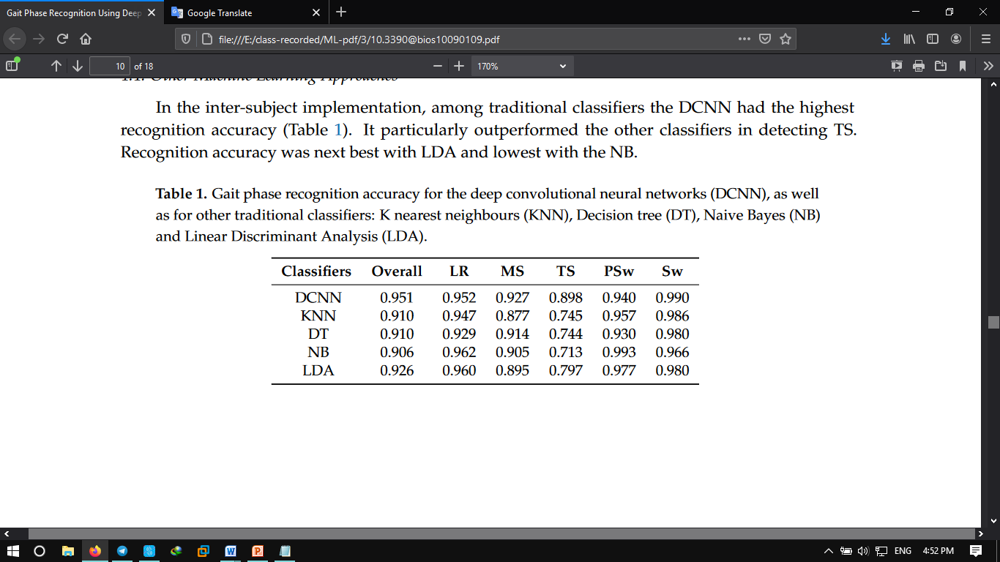 Gait Phase Recognition Using Deep
Google Translate
file:///E:/class-recorded/ML-pdf/3/10.3390@bios10090109.pdf
10 of 18
170%
4.4. Other Machine Learning Approaches
In the inter-subject implementation, among traditional classifiers the DCNN had the highest
recognition accuracy (Table 1). It particularly outperformed the other classifiers in detecting TS.
Recognition accuracy was next best with LDA and lowest with the NB.
Table 1. Gait phase recognition accuracy for the deep convolutional neural networks (DCNN), as well
as for other traditional classifiers: K nearest neighbours (KNN), Decision tree (DT), Naive Bayes (NB)
and Linear Discriminant Analysis (LDA).
Classifiers Overall LR MS TS PSw Sw
DCNN 0.951 0.952 0.927 0.898 0.940 0.990
KNN 0.910 0.947 0.877 0.745 0.957 0.986
DT 0.910 0.929 0.914 0.744 0.930 0.980
NB 0.906 0.962 0.905 0.713 0.993 0.966
LDA 0.926 0.960 0.895 0.797 0.977 0.980
ENG 4:52 PM